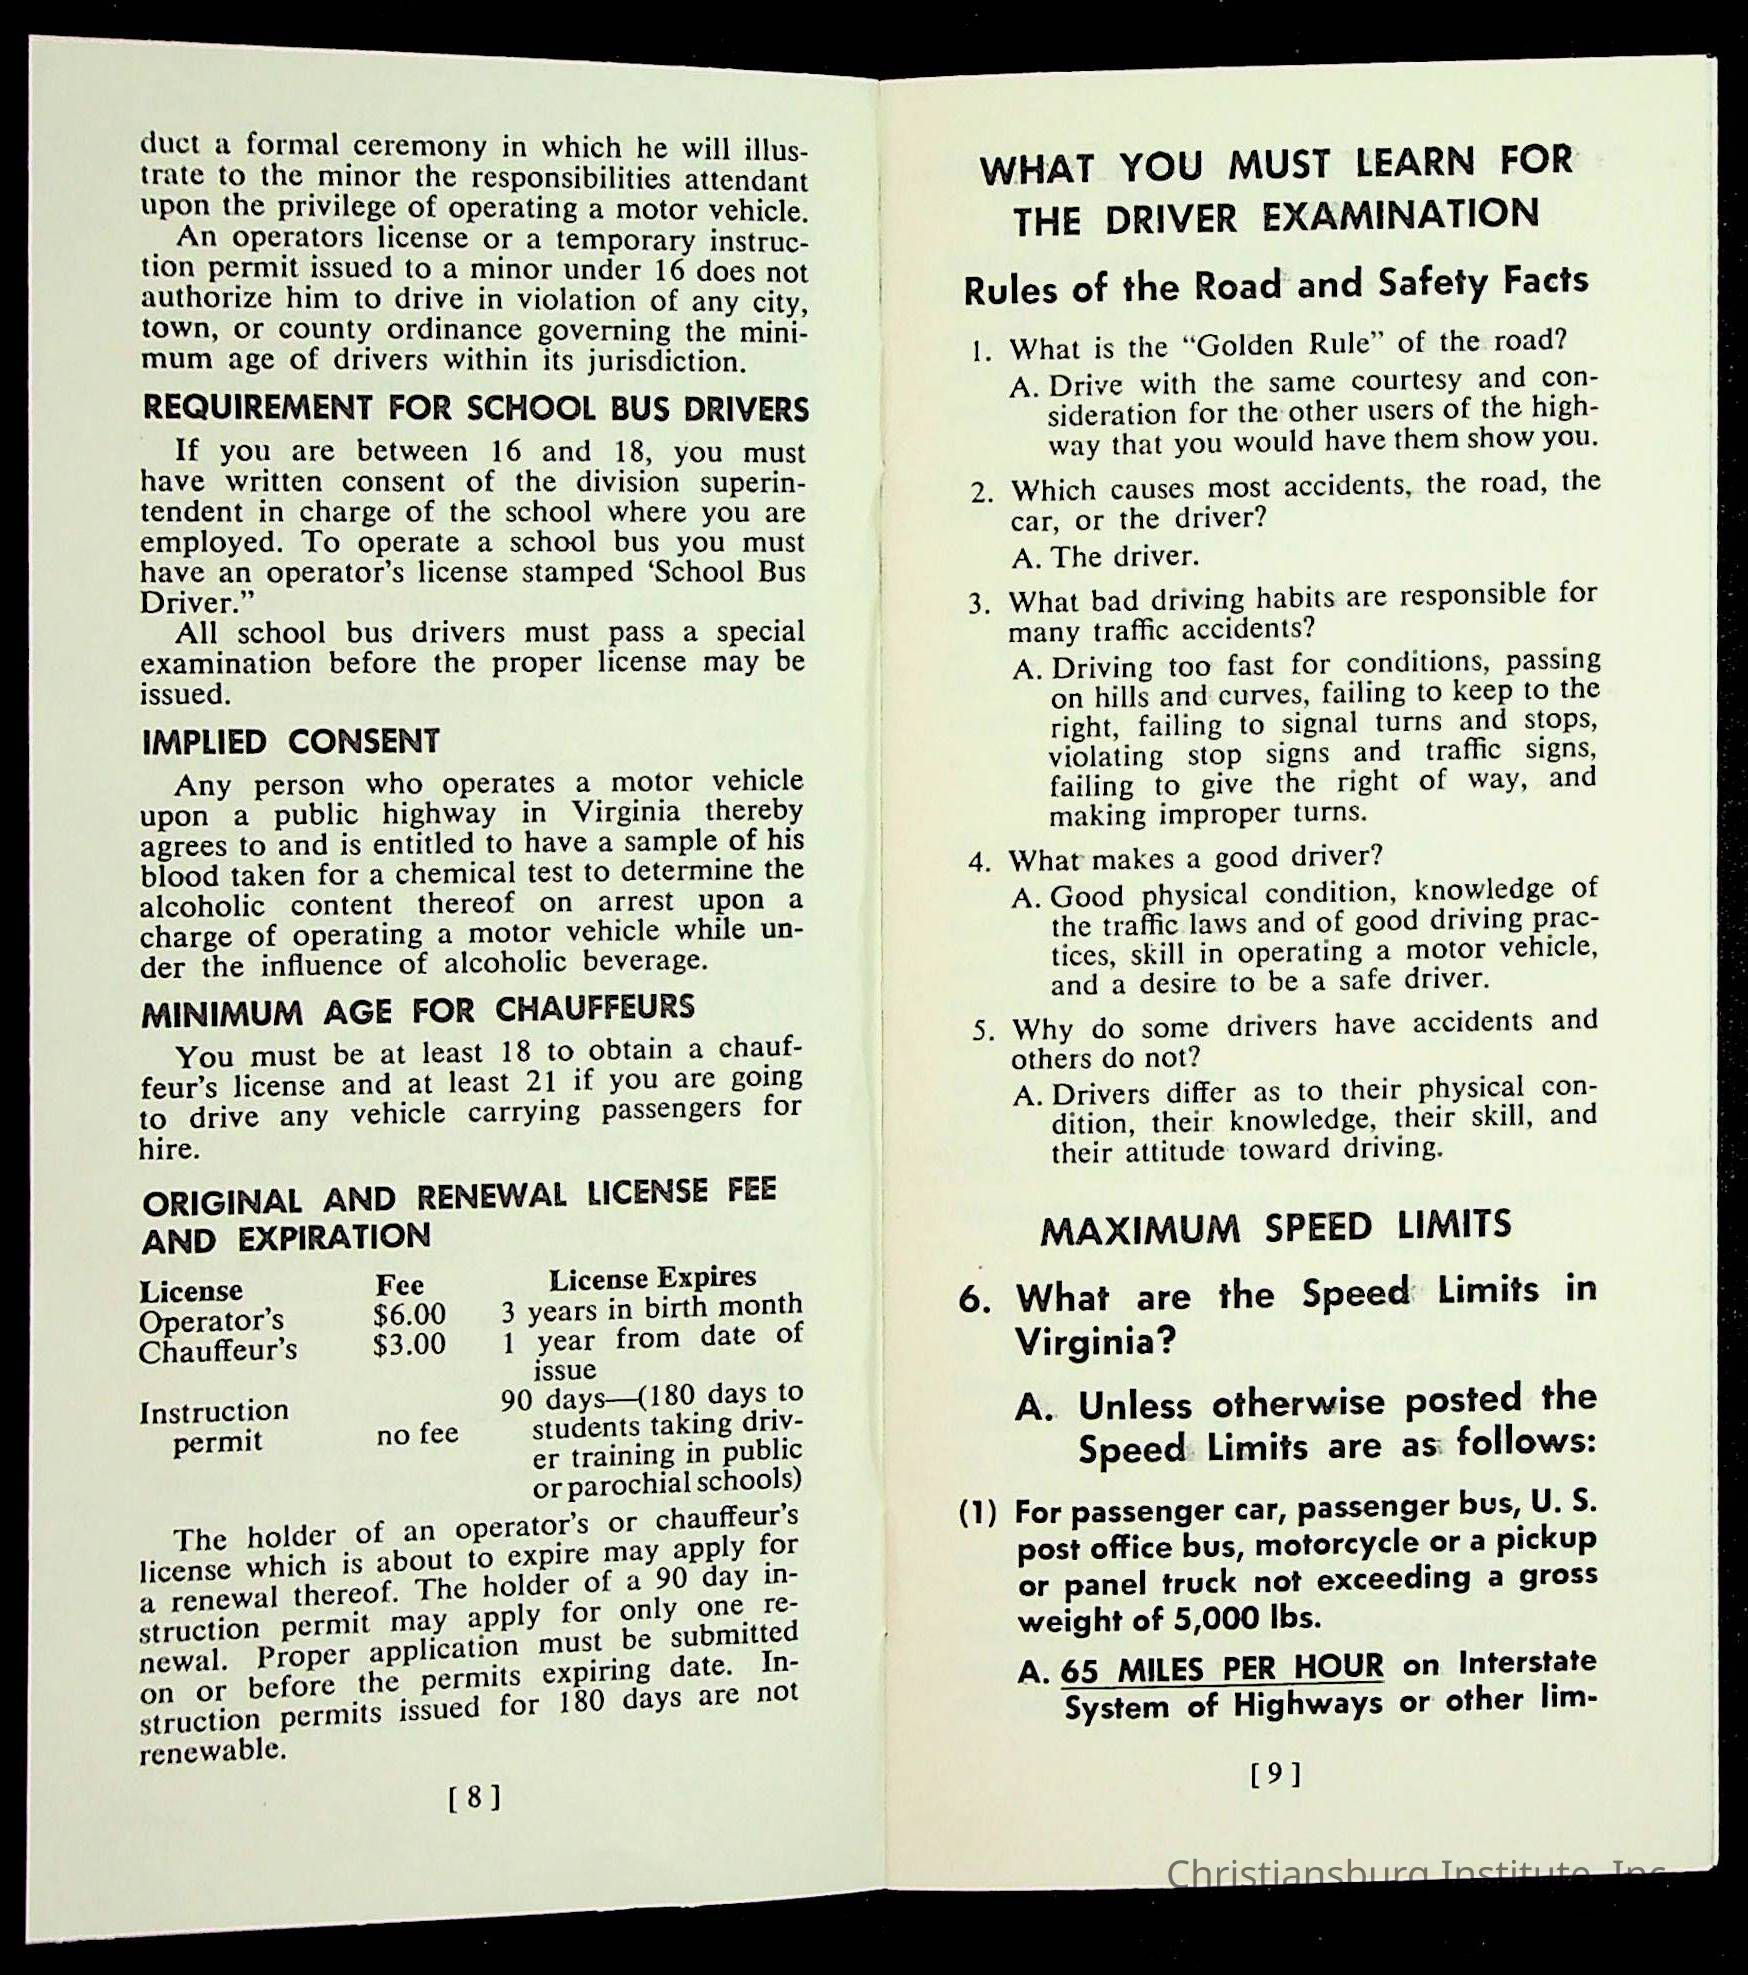 duct a formal ceremony in which he will illus-
trate to the minor the responsibilities attendant
upon the privilege of operating a motor vehicle.
An operators license or a temporary instruc-
tion permit issued to a minor under 16 does not
authorize him to drive in violation of any city,
town, or county ordinance governing the mini-
mum age of drivers within its jurisdiction.
REQUIREMENT FOR SCHOOL BUS DRIVERS
If you are between 16 and 18, you must
have written consent of the division superin-
tendent in charge of the school where you are
employed. To operate a school bus you must
have an operator's license stamped ‘School Bus
Driver.”
All school bus drivers must pass a special
examination before the proper license may be
issued.
IMPLIED CONSENT
Any person who operates a motor vehicle
upon a public highway in Virginia thereby
agrees to and is entitled to have a sample of his
blood taken for a chemical test to determine the
alcoholic content thereof on arrest upon a
charge of operating a motor vehicle while un-
der the influence of alcoholic beverage.
MINIMUM AGE FOR CHAUFFEURS
You must be at least 18 to obtain a chauf-
feur's license and at least 21 if you are going
to drive any vehicle carrying passengers for
hire.
ORIGINAL AND RENEWAL LICENSE FEE
AND EXPIRATION
License Fee License Expires
Operator's $6.00 3 years in birth month
Chauffeur's $3.00 1 year from date of
issue
Instruction 90 days—(180 days to
permit no fee students taking driv-
er training in public
or parochial schools)
The holder of an operator's or chauffeur's
license which is about to expire may apply for
a renewal thereof. The holder of a 90 day in-
struction permit may apply for only one re-
newal. Proper application must be submitted
on or before the permits expiring date. In-
struction permits issued for 180 days are not
renewable.
[ 8 ]
WHAT YOU MUST LEARN FOR
THE DRIVER EXAMINATION
Rules of the Road and Safety Facts
1. What is the “Golden Rule” of the road?
A. Drive with the same courtesy and con-
sideration for the other users of the high-
way that you would have them show you.
2. Which causes most accidents, the road, the
car, or the driver?
A. The driver.
3. What bad driving habits are responsible for
many traffic accidents?
A. Driving too fast for conditions, passing
on hills and curves, failing to keep to the
right, failing to signal turns and stops,
violating stop signs and traffic signs,
failing to give the right of way, and
making improper turns.
4. What makes a good driver?
A. Good physical condition, knowledge of
the traffic laws and of good driving prac-
tices, skill in operating a motor vehicle,
and a desire to be a safe driver.
5. Why do some drivers have accidents and
others do not?
A. Drivers differ as to their physical con-
dition, their knowledge, their skill, and
their attitude toward driving.
MAXIMUM SPEED LIMITS
6. What are the Speed Limits in
Virginia?
A. Unless otherwise posted the
Speed Limits are as follows:
(1) For passenger car, passenger bus, U. S.
post office bus, motorcycle or a pickup
or panel truck not exceeding a gross
weight of 5,000 lbs.
A. 65 MILES PER HOUR on Interstate
System of Highways or other lim-
[ 9 ]
Christiansburg Institute, Inc.